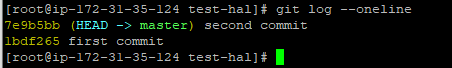 [root@ip-172-31-35-124 test-hal]# git log --oneline
7e9b5bb (HEAD -> master) second commit
lbdf265 first commit
[root@ip-172-31-35-124 test-hal]#